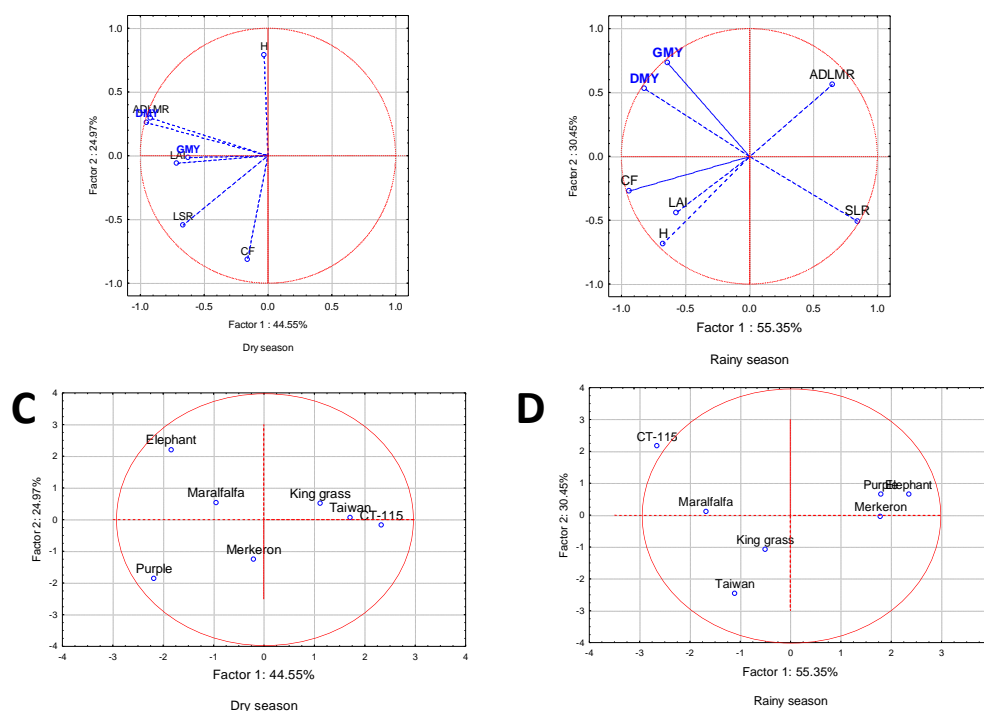 1.0
0.5
0.0
-0.5
-1.0
Factor 2 : 24.97%
H
ADLMR
DMY
GMY
LAI
LSR
CF
-1.0 -0.5 0.0 0.5 1.0
Factor 1 : 44.55%
Dry season
1.0
0.5
0.0
-0.5
-1.0
Factor 2 : 30.45%
GMY
DMY
ADLMR
CF
LAI
H
SLR
-1.0 -0.5 0.0 0.5 1.0
Factor 1 : 55.35%
Rainy season
C
4
3
2
1
0
-1
-2
-3
-4
Factor 2: 24.97%
Elephant
Maralfalfa
King grass
Taiwan
CT-115
Merkeron
Purple
-4 -3 -2 -1 0 1 2 3 4
Factor 1: 44.55%
Dry season
D
4
3
2
1
0
-1
-2
-3
-4
Factor 2: 30.45%
CT-115
Purple
Elephant
Maralfalfa
Merkeron
King grass
Taiwan
-4 -3 -2 -1 0 1 2 3 4
Factor 1: 55.35%
Rainy season